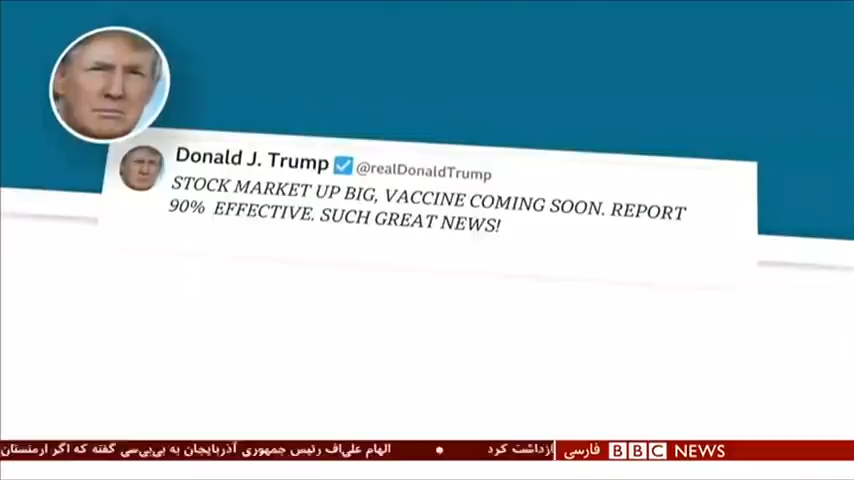 Donald J. Trump @realDonaldTrump
STOCK MARKET UP BIG, VACCINE COMING SOON. REPORT
90% EFFECTIVE. SUCH GREAT NEWS!
الهام علی‌اف رئیس جمهوری آذربایجان به بی‌بی‌سی گفته که اگر ارمنستان
کرد
فارسی BBC NEWS